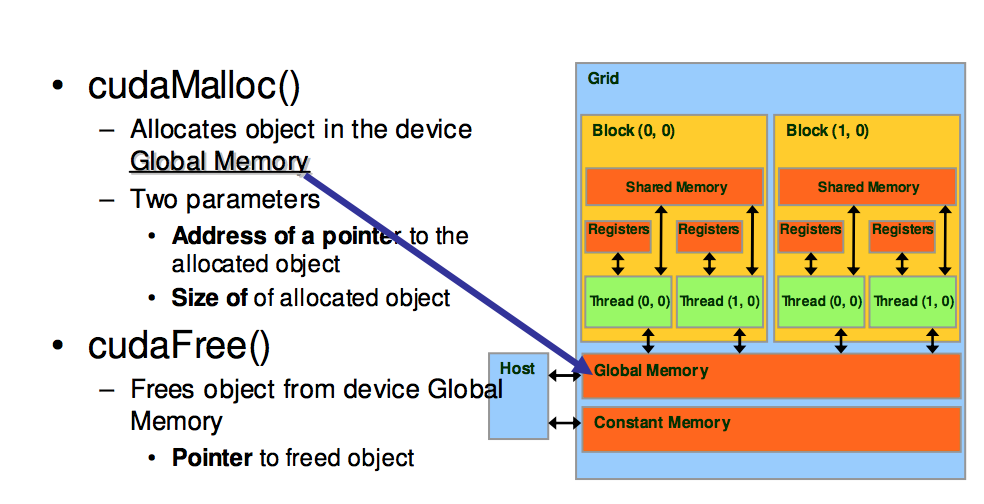 • cudaMalloc()
– Allocates object in the device
Global Memory
– Two parameters
• Address of a pointer to the
allocated object
• Size of of allocated object
• cudaFree()
– Frees object from device Global
Memory
• Pointer to freed object
Grid
Block (0, 0)
Block (1, 0)
Shared Memory
Shared Memory
Registers
Registers
Registers
Registers
Thread (0, 0)
Thread (1, 0)
Thread (0, 0)
Thread (1, 0)
Host
Global Memory
Constant Memory